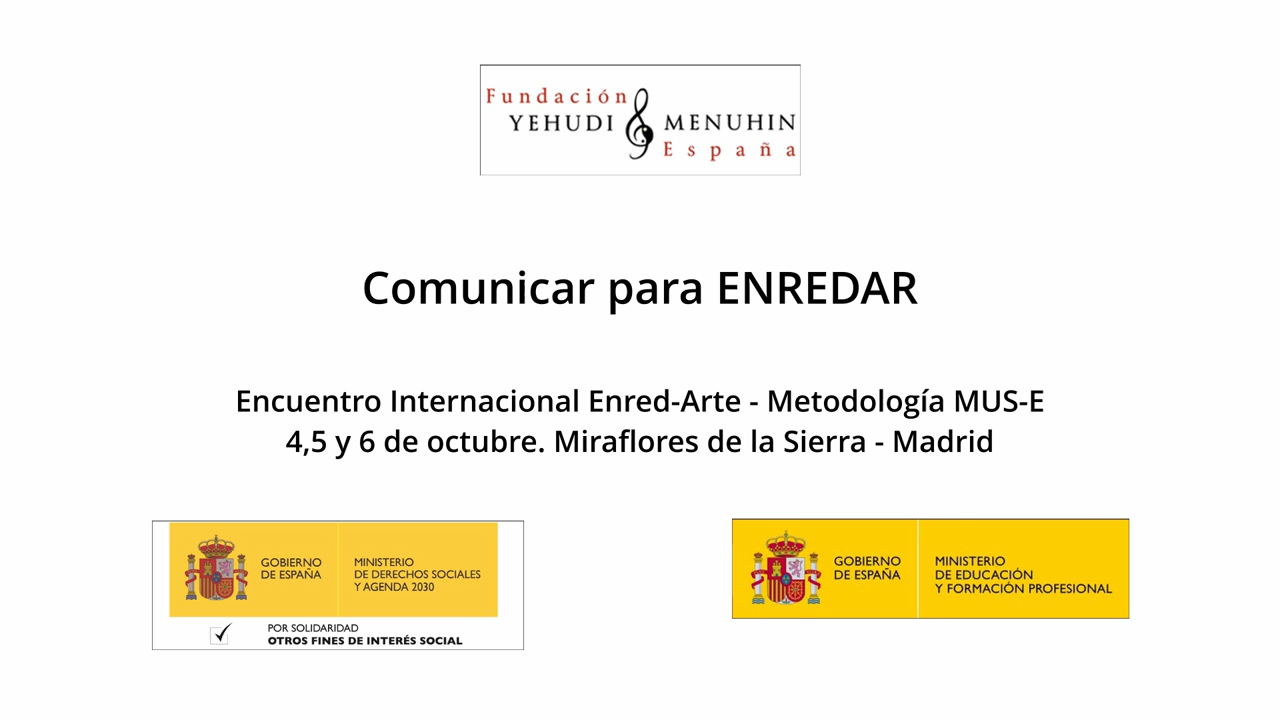 Fundación
YEHUDI MENUHIN
España
Comunicar para ENREDAR
Encuentro Internacional Enred-Arte - Metodología MUS-E
4,5 y 6 de octubre. Miraflores de la Sierra - Madrid
GOBIERNO
DE ESPAÑA
MINISTERIO
DE DERECHOS SOCIALES
Y AGENDA 2030
POR SOLIDARIDAD
OTROS FINES DE INTERÉS SOCIAL
GOBIERNO
DE ESPAÑA
MINISTERIO
DE EDUCACIÓN
Y FORMACIÓN PROFESIONAL